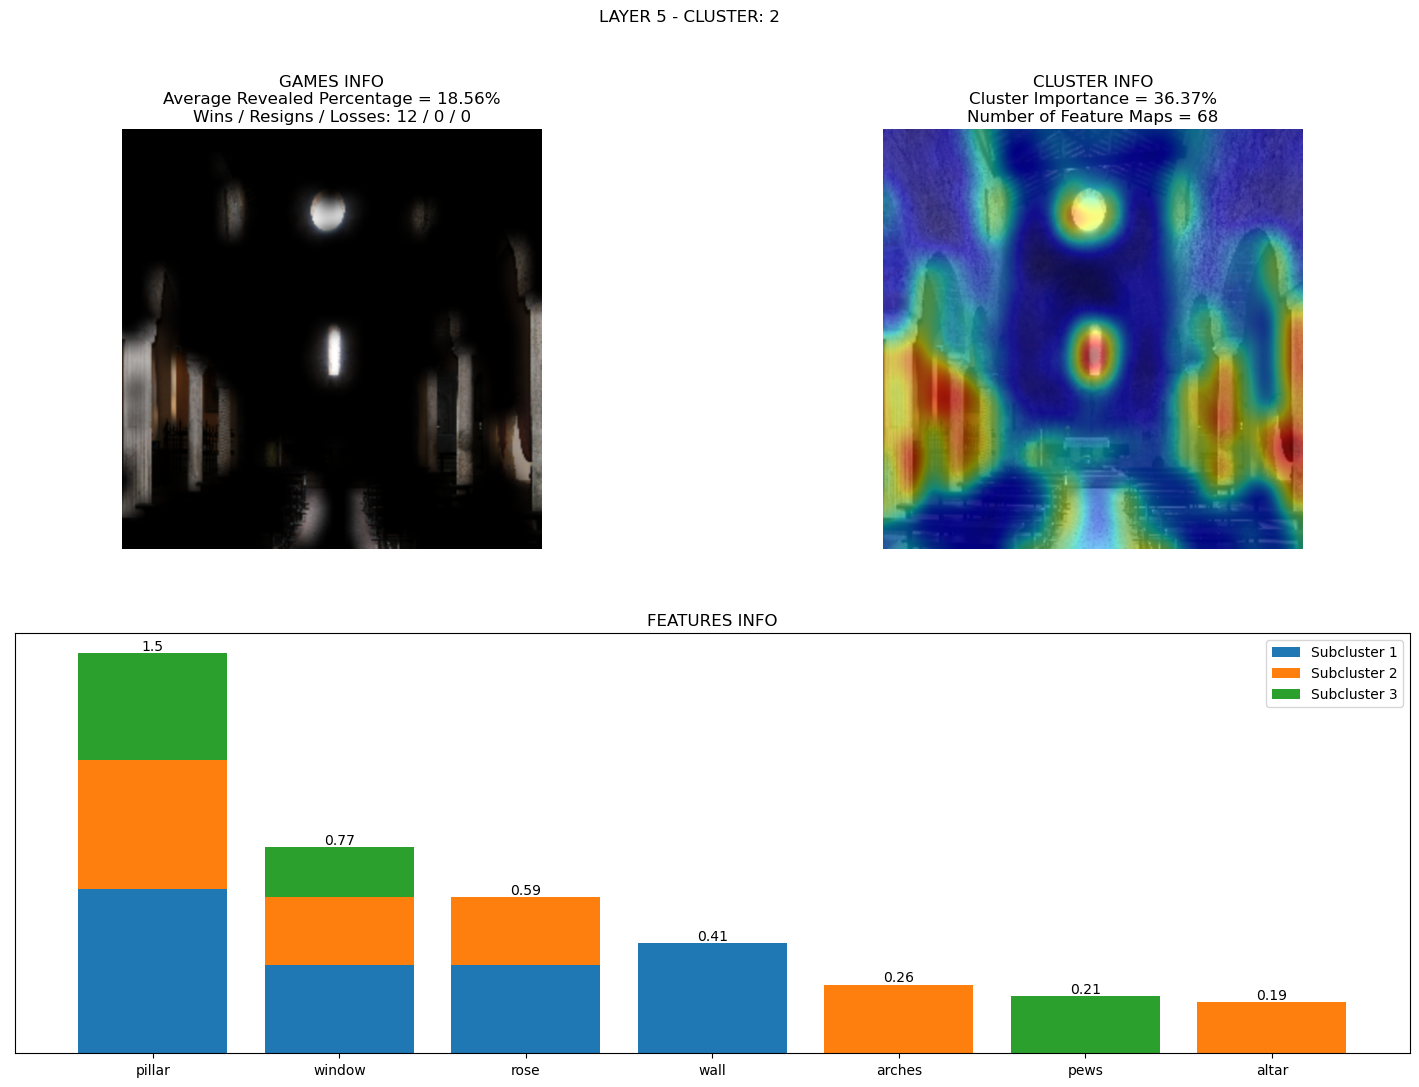 LAYER 5 - CLUSTER: 2
GAMES INFO
Average Revealed Percentage = 18.56%
Wins / Resigns / Losses: 12 / 0 / 0
CLUSTER INFO
Cluster Importance = 36.37%
Number of Feature Maps = 68
FEATURES INFO
1.5
0.77
0.59
0.41
0.26
0.21
0.19
Subcluster 1
Subcluster 2
Subcluster 3
pillar window rose wall arches pews altar